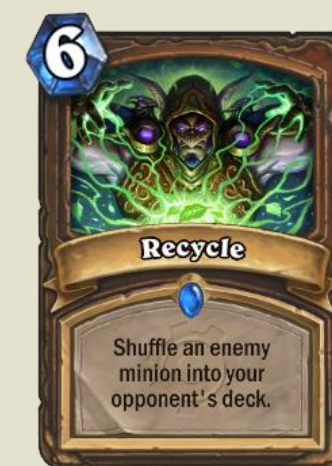 6
Recycle
Shuffle an enemy
minion into your
opponent's deck.